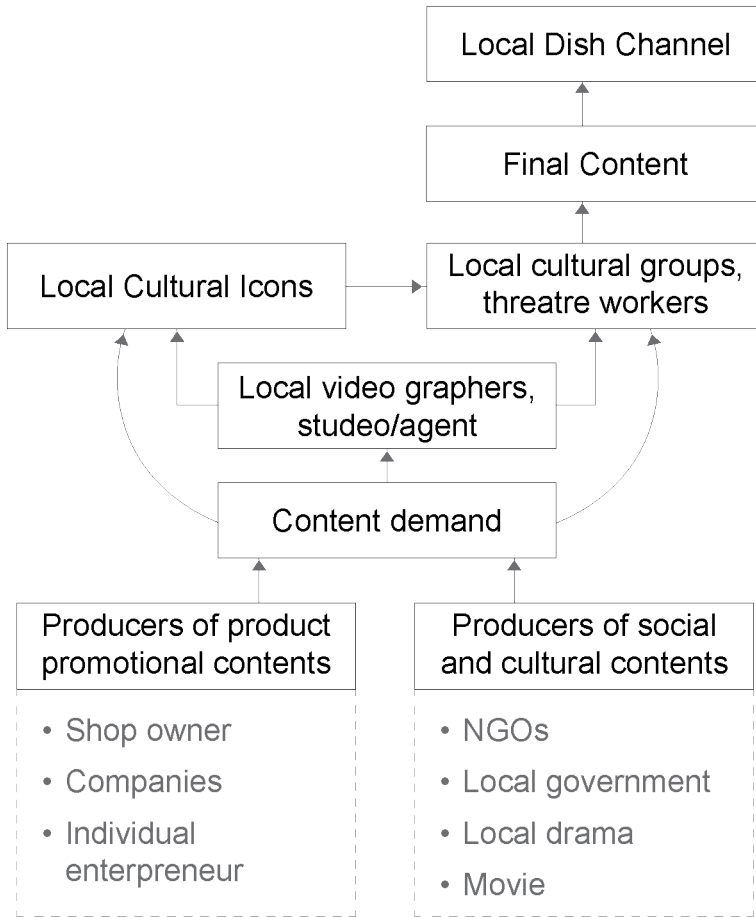 Local Dish Channel
Final Content
Local Cultural Icons
Local cultural groups,
threatre workers
Local video graphers,
studeo/agent
Content demand
Producers of product
promotional contents
• Shop owner
• Companies
• Individual
enterpreneur
Producers of social
and cultural contents
• NGOs
• Local government
• Local drama
• Movie